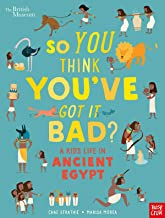 The British Museum
SO YOU
THINK
YOU'VE
GOT IT
BAD?
A KID'S LIFE IN
ANCIENT
EGYPT
CHAE STRATHIE • MARISA MOREA
nosy
crow